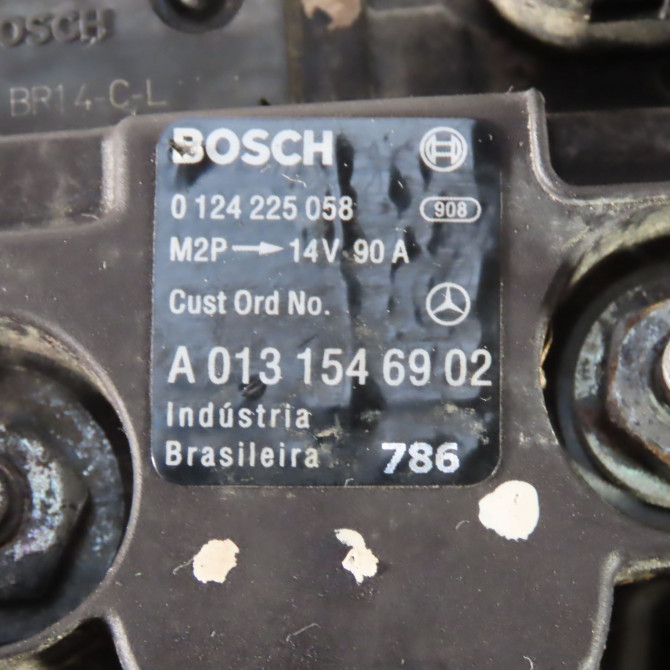 BOSCH
BR14-C-L
BOSCH
0 124 225 058 908
M2P → 14V 90 A
Cust Ord No.
A 013 154 69 02
Indústria
Brasileira 786